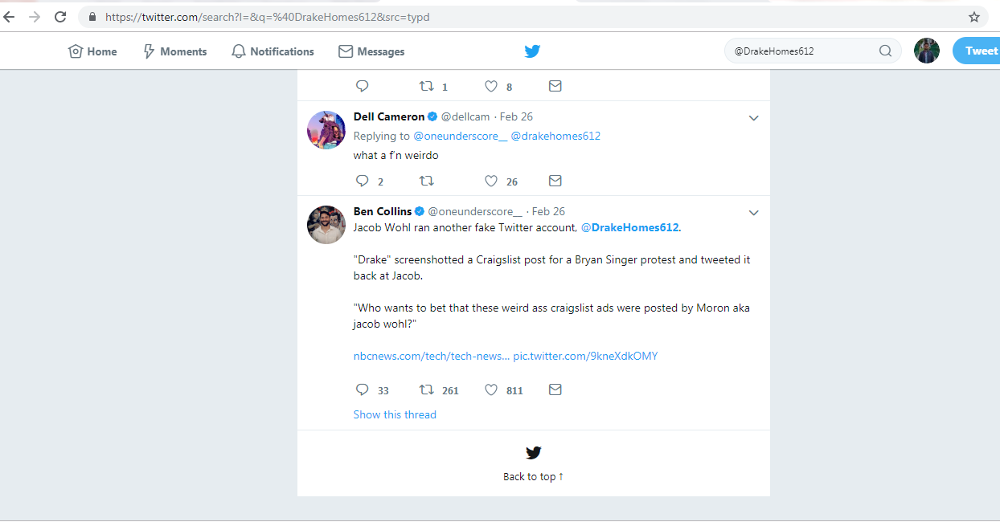 https://twitter.com/search?l=&q=%40DrakeHomes612&src=typd
Home Moments Notifications Messages @DrakeHomes612 Tweet
1 8
Dell Cameron @dellcam · Feb 26
Replying to @oneunderscore__ @drakehomes612
what a f'n weirdo
2 26
Ben Collins @oneunderscore__ · Feb 26
Jacob Wohl ran another fake Twitter account, @DrakeHomes612.
"Drake" screenshotted a Craigslist post for a Bryan Singer protest and tweeted it
back at Jacob.
"Who wants to bet that these weird ass craigslist ads were posted by Moron aka
jacob wohl?"
nbcnews.com/tech/tech-news... pic.twitter.com/9kneXdkOMY
33 261 811
Show this thread
Back to top ↑